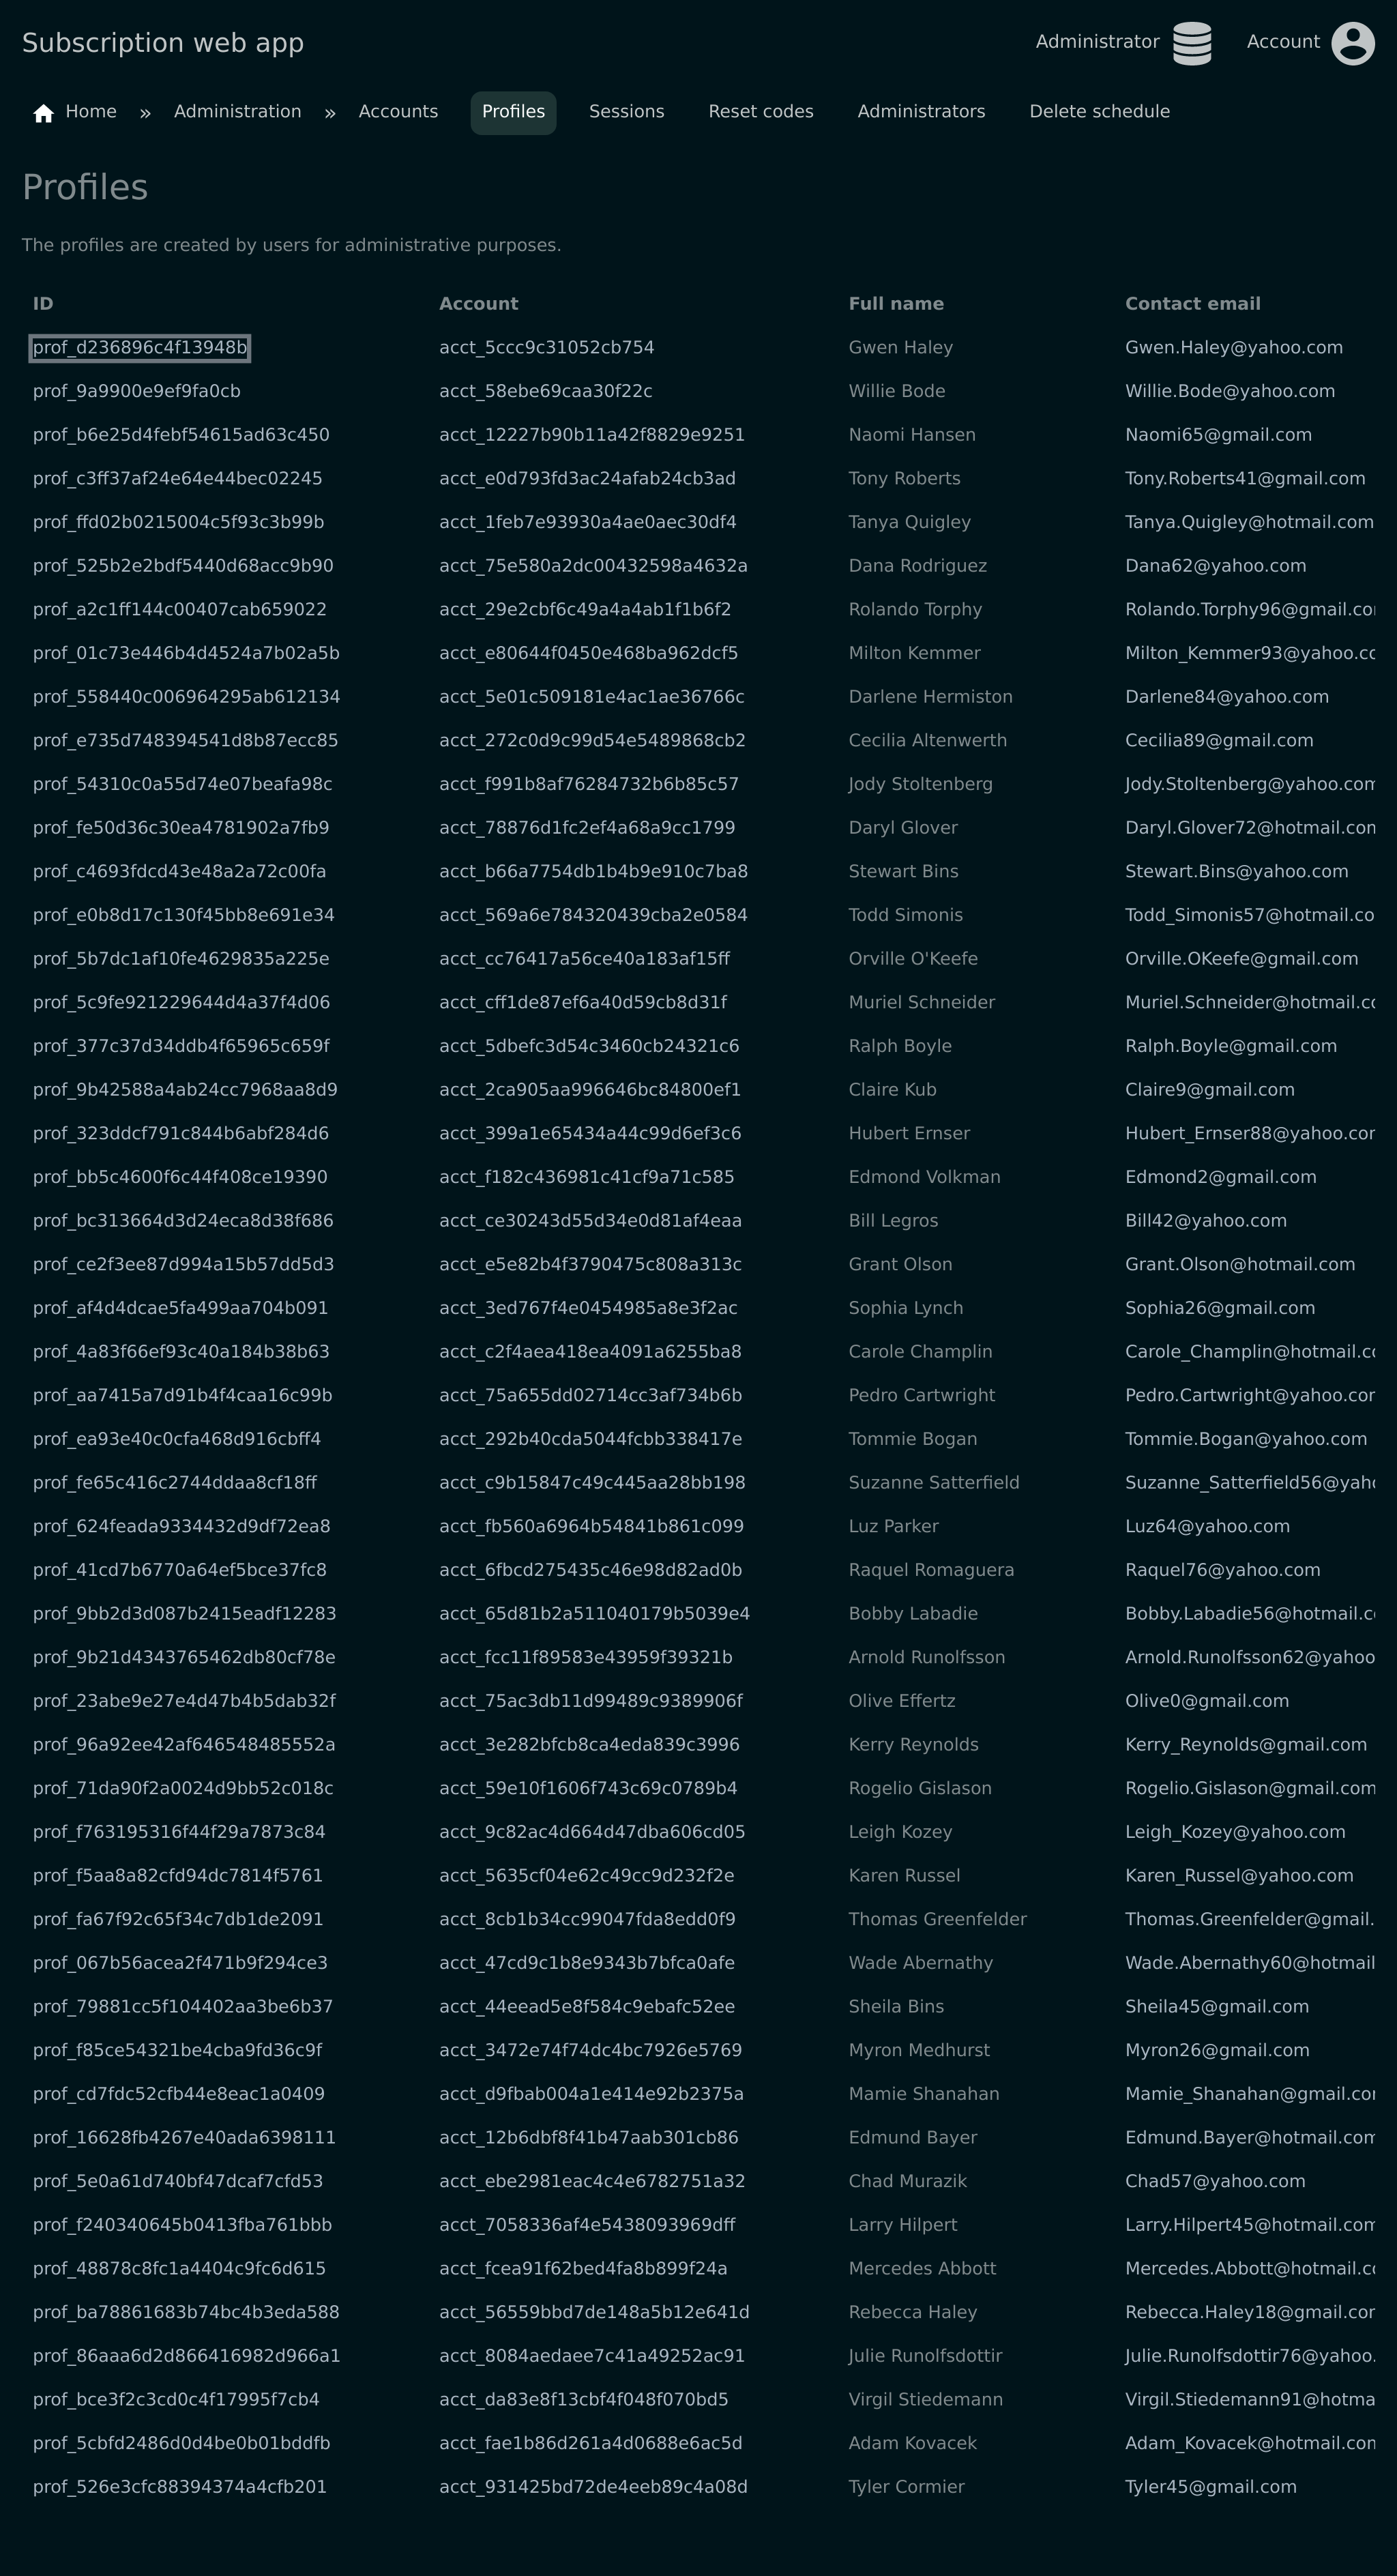 Subscription web app Administrator Account
Home » Administration » Accounts Profiles Sessions Reset codes Administrators Delete schedule
Profiles
The profiles are created by users for administrative purposes.
ID Account Full name Contact email
prof_d236896c4f13948b acct_5ccc9c31052cb754 Gwen Haley Gwen.Haley@yahoo.com
prof_9a9900e9ef9fa0cb acct_58ebe69caa30f22c Willie Bode Willie.Bode@yahoo.com
prof_b6e25d4febf54615ad63c450 acct_12227b90b11a42f8829e9251 Naomi Hansen Naomi65@gmail.com
prof_c3ff37af24e64e44bec02245 acct_e0d793fd3ac24afab24cb3ad Tony Roberts Tony.Roberts41@gmail.com
prof_ffd02b0215004c5f93c3b99b acct_1feb7e93930a4ae0aec30df4 Tanya Quigley Tanya.Quigley@hotmail.com
prof_525b2e2bdf5440d68acc9b90 acct_75e580a2dc00432598a4632a Dana Rodriguez Dana62@yahoo.com
prof_a2c1ff144c00407cab659022 acct_29e2cbf6c49a4a4ab1f1b6f2 Rolando Torphy Rolando.Torphy96@gmail.co
prof_01c73e446b4d4524a7b02a5b acct_e80644f0450e468ba962dcf5 Milton Kemmer Milton_Kemmer93@yahoo.cc
prof_558440c006964295ab612134 acct_5e01c509181e4ac1ae36766c Darlene Hermiston Darlene84@yahoo.com
prof_e735d748394541d8b87ecc85 acct_272c0d9c99d54e5489868cb2 Cecilia Altenwerth Cecilia89@gmail.com
prof_54310c0a55d74e07beafa98c acct_f991b8af76284732b6b85c57 Jody Stoltenberg Jody.Stoltenberg@yahoo.com
prof_fe50d36c30ea4781902a7fb9 acct_78876d1fc2ef4a68a9cc1799 Daryl Glover Daryl.Glover72@hotmail.con
prof_c4693fdcd43e48a2a72c00fa acct_b66a7754db1b4b9e910c7ba8 Stewart Bins Stewart.Bins@yahoo.com
prof_e0b8d17c130f45bb8e691e34 acct_569a6e784320439cba2e0584 Todd Simonis Todd_Simonis57@hotmail.co
prof_5b7dc1af10fe4629835a225e acct_cc76417a56ce40a183af15ff Orville O'Keefe Orville.OKeefe@gmail.com
prof_5c9fe921229644d4a37f4d06 acct_cff1de87ef6a40d59cb8d31f Muriel Schneider Muriel.Schneider@hotmail.cc
prof_377c37d34ddb4f65965c659f acct_5dbefc3d54c3460cb24321c6 Ralph Boyle Ralph.Boyle@gmail.com
prof_9b42588a4ab24cc7968aa8d9 acct_2ca905aa996646bc84800ef1 Claire Kub Claire9@gmail.com
prof_323ddcf791c844b6abf284d6 acct_399a1e65434a44c99d6ef3c6 Hubert Ernser Hubert_Ernser88@yahoo.cor
prof_bb5c4600f6c44f408ce19390 acct_f182c436981c41cf9a71c585 Edmond Volkman Edmond2@gmail.com
prof_bc313664d3d24eca8d38f686 acct_ce30243d55d34e0d81af4eaa Bill Legros Bill42@yahoo.com
prof_ce2f3ee87d994a15b57dd5d3 acct_e5e82b4f3790475c808a313c Grant Olson Grant.Olson@hotmail.com
prof_af4d4dcae5fa499aa704b091 acct_3ed767f4e0454985a8e3f2ac Sophia Lynch Sophia26@gmail.com
prof_4a83f66ef93c40a184b38b63 acct_c2f4aea418ea4091a6255ba8 Carole Champlin Carole_Champlin@hotmail.cc
prof_aa7415a7d91b4f4caa16c99b acct_75a655dd02714cc3af734b6b Pedro Cartwright Pedro.Cartwright@yahoo.cor
prof_ea93e40c0cfa468d916cbff4 acct_292b40cda5044fcbb338417e Tommie Bogan Tommie.Bogan@yahoo.com
prof_fe65c416c2744ddaa8cf18ff acct_c9b15847c49c445aa28bb198 Suzanne Satterfield Suzanne_Satterfield56@yah
prof_624feada9334432d9df72ea8 acct_fb560a6964b54841b861c099 Luz Parker Luz64@yahoo.com
prof_41cd7b6770a64ef5bce37fc8 acct_6fbcd275435c46e98d82ad0b Raquel Romaguera Raquel76@yahoo.com
prof_9bb2d3d087b2415eadf12283 acct_65d81b2a511040179b5039e4 Bobby Labadie Bobby.Labadie56@hotmail.c
prof_9b21d4343765462db80cf78e acct_fcc11f89583e43959f39321b Arnold Runolfsson Arnold.Runolfsson62@yahoo
prof_23abe9e27e4d47b4b5dab32f acct_75ac3db11d99489c9389906f Olive Effertz Olive0@gmail.com
prof_96a92ee42af646548485552a acct_3e282bfcb8ca4eda839c3996 Kerry Reynolds Kerry_Reynolds@gmail.com
prof_71da90f2a0024d9bb52c018c acct_59e10f1606f743c69c0789b4 Rogelio Gislason Rogelio.Gislason@gmail.com
prof_f763195316f44f29a7873c84 acct_9c82ac4d664d47dba606cd05 Leigh Kozey Leigh_Kozey@yahoo.com
prof_f5aa8a82cfd94dc7814f5761 acct_5635cf04e62c49cc9d232f2e Karen Russel Karen_Russel@yahoo.com
prof_fa67f92c65f34c7db1de2091 acct_8cb1b34cc99047fda8edd0f9 Thomas Greenfelder Thomas.Greenfelder@gmail.
prof_067b56acea2f471b9f294ce3 acct_47cd9c1b8e9343b7bfca0afe Wade Abernathy Wade.Abernathy60@hotmail
prof_79881cc5f104402aa3be6b37 acct_44eead5e8f584c9ebafc52ee Sheila Bins Sheila45@gmail.com
prof_f85ce54321be4cba9fd36c9f acct_3472e74f74dc4bc7926e5769 Myron Medhurst Myron26@gmail.com
prof_cd7fdc52cfb44e8eac1a0409 acct_d9fbab004a1e414e92b2375a Mamie Shanahan Mamie_Shanahan@gmail.cor
prof_16628fb4267e40ada6398111 acct_12b6dbf8f41b47aab301cb86 Edmund Bayer Edmund.Bayer@hotmail.com
prof_5e0a61d740bf47dcaf7cfd53 acct_ebe2981eac4c4e6782751a32 Chad Murazik Chad57@yahoo.com
prof_f240340645b0413fba761bbb acct_7058336af4e5438093969dff Larry Hilpert Larry.Hilpert45@hotmail.com
prof_48878c8fc1a4404c9fc6d615 acct_fcea91f62bed4fa8b899f24a Mercedes Abbott Mercedes.Abbott@hotmail.cc
prof_ba78861683b74bc4b3eda588 acct_56559bbd7de148a5b12e641d Rebecca Haley Rebecca.Haley18@gmail.cor
prof_86aaa6d2d866416982d966a1 acct_8084aedaee7c41a49252ac91 Julie Runolfsdottir Julie.Runolfsdottir76@yahoo.
prof_bce3f2c3cd0c4f17995f7cb4 acct_da83e8f13cbf4f048f070bd5 Virgil Stiedemann Virgil.Stiedemann91@hotma
prof_5cbfd2486d0d4be0b01bddfb acct_fae1b86d261a4d0688e6ac5d Adam Kovacek Adam_Kovacek@hotmail.con
prof_526e3cfc88394374a4cfb201 acct_931425bd72de4eeb89c4a08d Tyler Cormier Tyler45@gmail.com